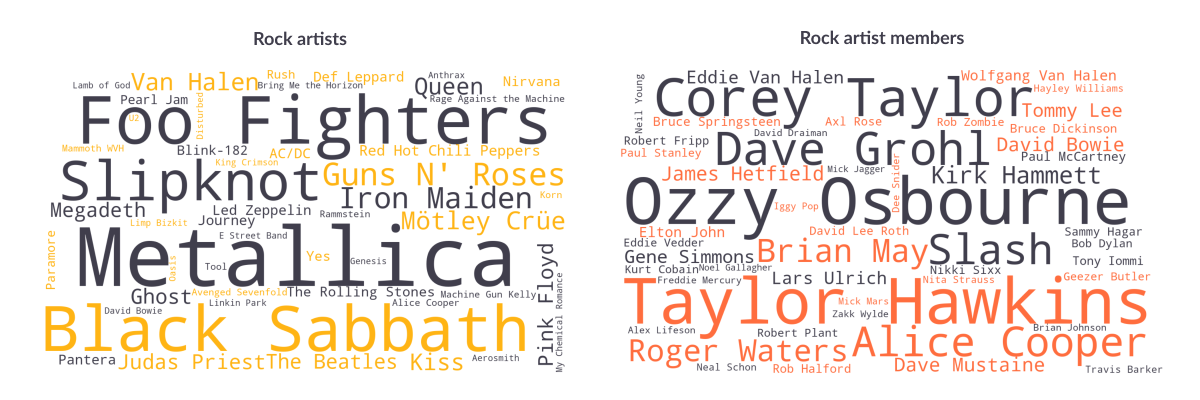 Rock artists
Lamb of God
Van Halen
Rush
Def Leppard
Bring Me the Horizon
Queen
Anthrax
Nirvana
Pearl Jam
Rage Against the Machine
Foo Fighters
U2
Disturbed
Mammoth WVH
Blink-182
AC/DC
Red Hot Chili Peppers
King Crimson
Slipknot
Guns N' Roses
Iron Maiden
Korn
Megadeth
Led Zeppelin
Limp Bizkit
Journey
Rammstein
Mötley Crüe
E Street Band
Metallica
Paramore
Oasis
Tool
Yes
Genesis
Pink Floyd
My Chemical Romance
Ghost
Avenged Sevenfold
The Rolling Stones
Machine Gun Kelly
Linkin Park
Alice Cooper
David Bowie
Black Sabbath
Pantera
Judas Priest
The Beatles
Kiss
Aerosmith
Rock artist members
Neil Young
Eddie Van Halen
Wolfgang Van Halen
Hayley Williams
Corey Taylor
Tommy Lee
Bruce Springsteen
Axl Rose
Rob Zombie
Bruce Dickinson
David Draiman
Robert Fripp
Dave Grohl
David Bowie
Paul Stanley
Paul McCartney
James Hetfield
Mick Jagger
Dee Snider
Kirk Hammett
Ozzy Osbourne
Iggy Pop
Elton John
David Lee Roth
Sammy Hagar
Eddie Vedder
Brian May
Slash
Bob Dylan
Gene Simmons
Tony Iommi
Kurt Cobain
Noel Gallagher
Nikki Sixx
Freddie Mercury
Lars Ulrich
Nita Strauss
Geezer Butler
Taylor Hawkins
Mick Mars
Zakk Wylde
Alex Lifeson
Robert Plant
Brian Johnson
Roger Waters
Alice Cooper
Neal Schon
Rob Halford
Dave Mustaine
Travis Barker